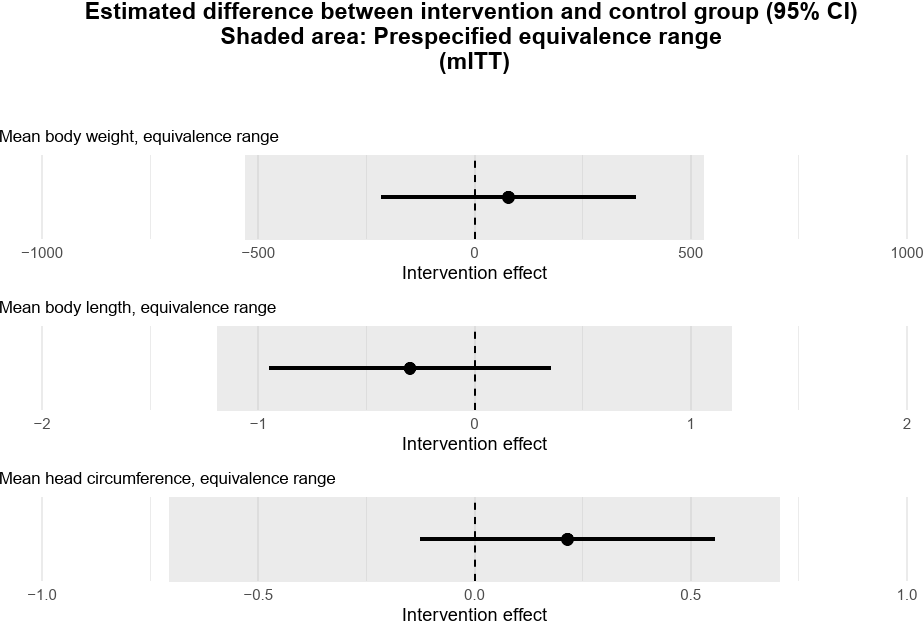 Estimated difference between intervention and control group (95% CI)
Shaded area: Prespecified equivalence range
(mITT)
Mean body weight, equivalence range
−1000 −500 0 500 1000
Intervention effect
Mean body length, equivalence range
−2 −1 0 1 2
Intervention effect
Mean head circumference, equivalence range
−1.0 −0.5 0.0 0.5 1.0
Intervention effect